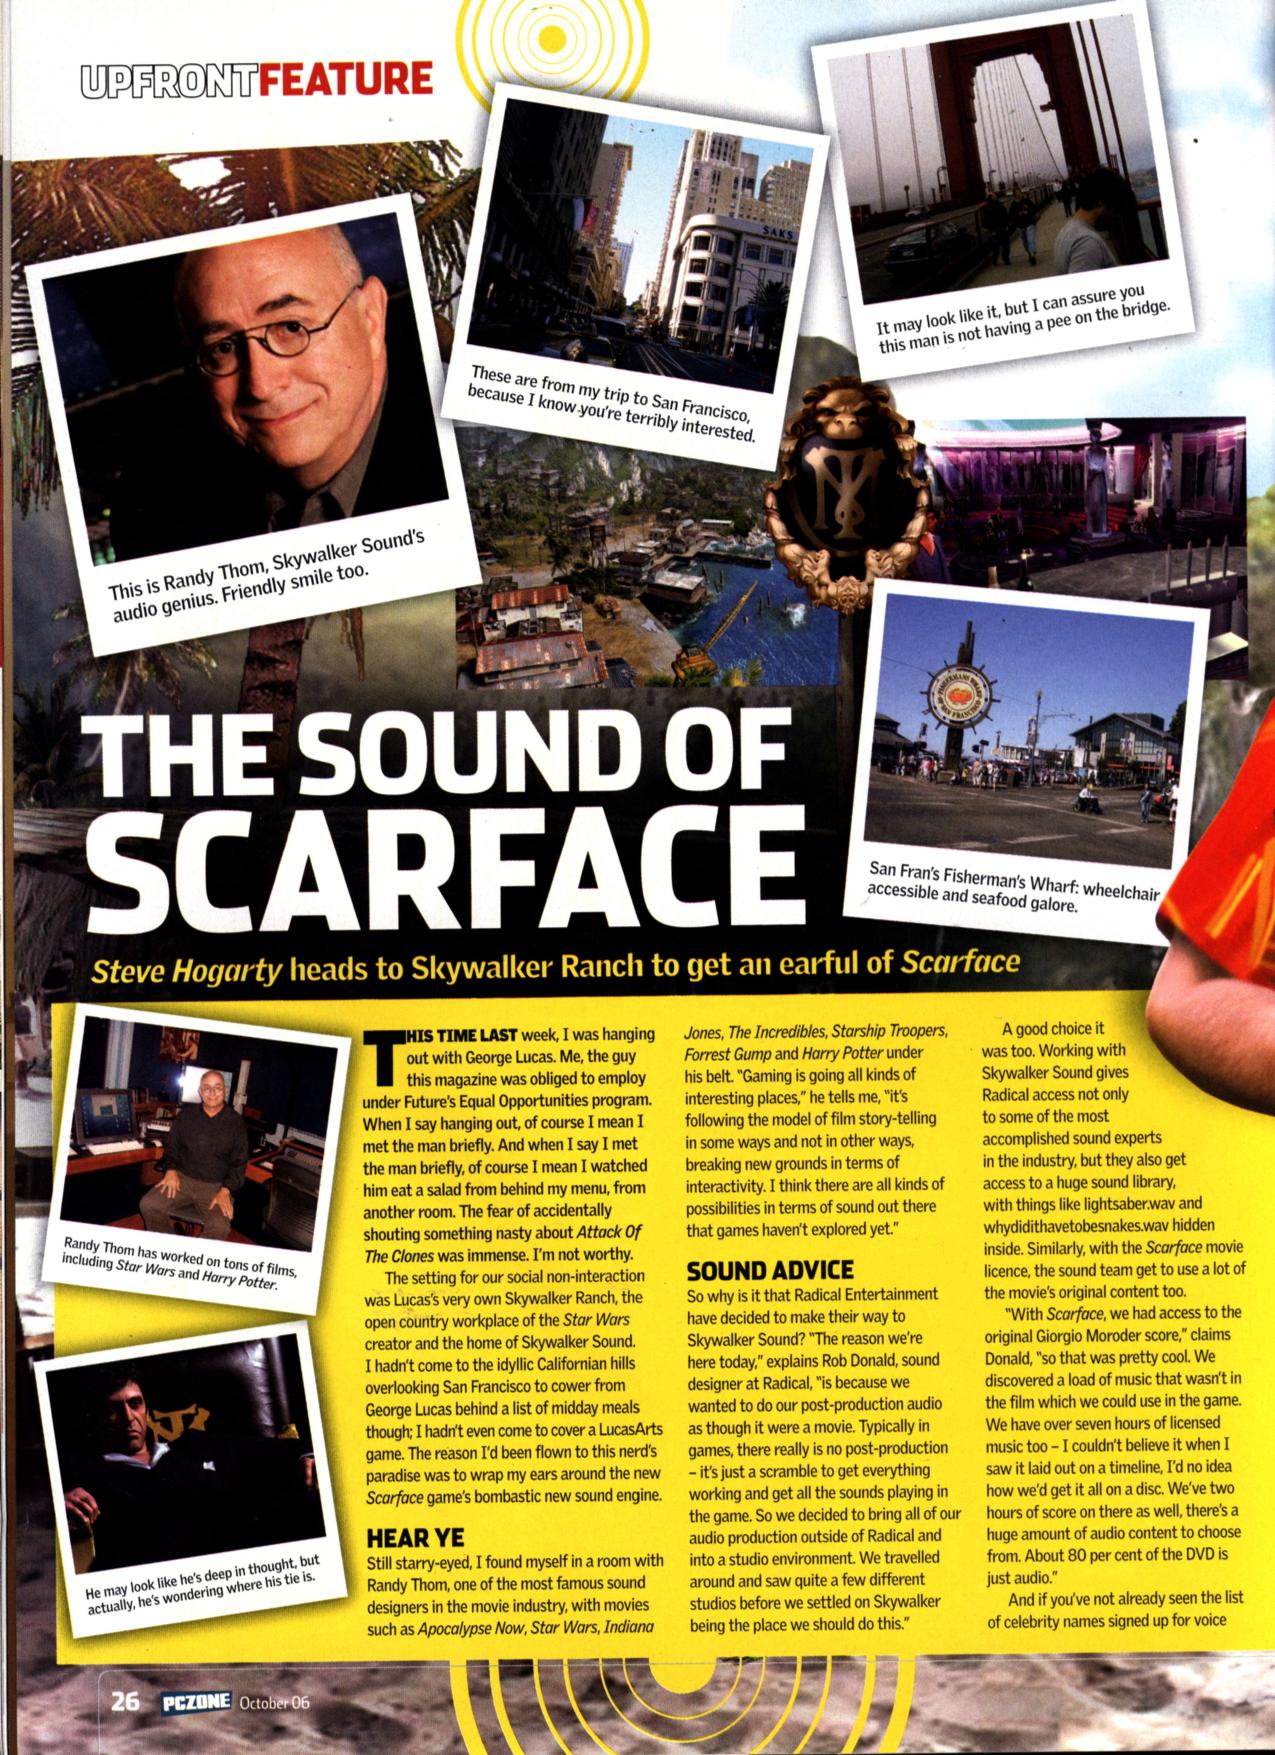 UPFRONTFEATURE
SAKS
It may look like it, but I can assure you
this man is not having a pee on the bridge.
These are from my trip to San Francisco,
because I know you're terribly interested.
This is Randy Thom, Skywalker Sound's
audio genius. Friendly smile too.
FISHERMANS WHARF
SAN FRANCISCO
San Fran's Fisherman's Wharf: wheelchair
accessible and seafood galore.
THE SOUND OF
SCARFACE
Steve Hogarty heads to Skywalker Ranch to get an earful of Scarface
Randy Thom has worked on tons of films,
including Star Wars and Harry Potter.
He may look like he's deep in thought, but
actually, he's wondering where his tie is.
THIS TIME LAST week, I was hanging
out with George Lucas. Me, the guy
this magazine was obliged to employ
under Future's Equal Opportunities program.
When I say hanging out, of course I mean I
met the man briefly. And when I say I met
the man briefly, of course I mean I watched
him eat a salad from behind my menu, from
another room. The fear of accidentally
shouting something nasty about Attack Of
The Clones was immense. I'm not worthy.
The setting for our social non-interaction
was Lucas's very own Skywalker Ranch, the
open country workplace of the Star Wars
creator and the home of Skywalker Sound.
I hadn't come to the idyllic Californian hills
overlooking San Francisco to cower from
George Lucas behind a list of midday meals
though; I hadn't even come to cover a LucasArts
game. The reason I'd been flown to this nerd's
paradise was to wrap my ears around the new
Scarface game's bombastic new sound engine.
HEAR YE
Still starry-eyed, I found myself in a room with
Randy Thom, one of the most famous sound
designers in the movie industry, with movies
such as Apocalypse Now, Star Wars, Indiana
Jones, The Incredibles, Starship Troopers,
Forrest Gump and Harry Potter under
his belt. "Gaming is going all kinds of
interesting places," he tells me, "it's
following the model of film story-telling
in some ways and not in other ways,
breaking new grounds in terms of
interactivity. I think there are all kinds of
possibilities in terms of sound out there
that games haven't explored yet."
SOUND ADVICE
So why is it that Radical Entertainment
have decided to make their way to
Skywalker Sound? "The reason we're
here today," explains Rob Donald, sound
designer at Radical, "is because we
wanted to do our post-production audio
as though it were a movie. Typically in
games, there really is no post-production
– it's just a scramble to get everything
working and get all the sounds playing in
the game. So we decided to bring all of our
audio production outside of Radical and
into a studio environment. We travelled
around and saw quite a few different
studios before we settled on Skywalker
being the place we should do this."
A good choice it
was too. Working with
Skywalker Sound gives
Radical access not only
to some of the most
accomplished sound experts
in the industry, but they also get
access to a huge sound library,
with things like lightsaber.wav and
whydidithavetobesnakes.wav hidden
inside. Similarly, with the Scarface movie
licence, the sound team get to use a lot of
the movie's original content too.
"With Scarface, we had access to the
original Giorgio Moroder score," claims
Donald, "so that was pretty cool. We
discovered a load of music that wasn't in
the film which we could use in the game.
We have over seven hours of licensed
music too – I couldn't believe it when I
saw it laid out on a timeline, I'd no idea
how we'd get it all on a disc. We've two
hours of score on there as well, there's a
huge amount of audio content to choose
from. About 80 per cent of the DVD is
just audio."
And if you've not already seen the list
of celebrity names signed up for voice
26 PCZONE October 06